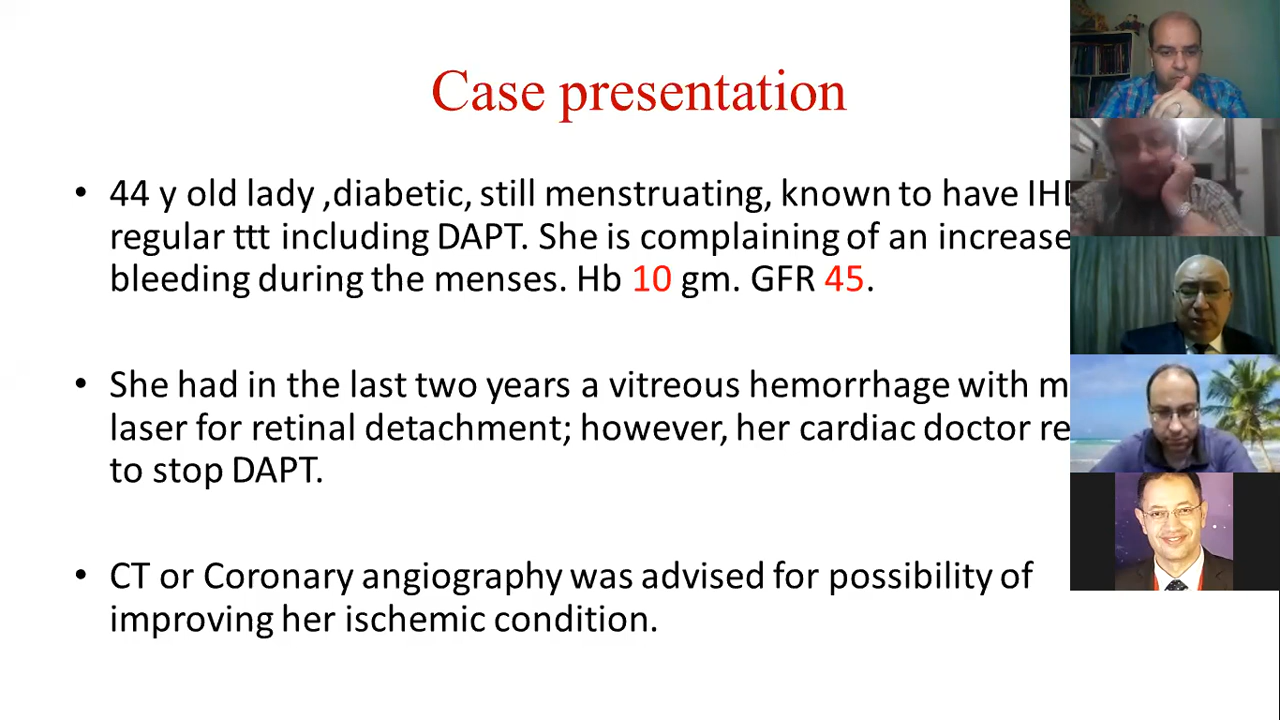 Case presentation
• 44 y old lady ,diabetic, still menstruating, known to have
regular ttt including DAPT. She is complaining of an increase
bleeding during the menses. Hb 10 gm. GFR 45.
• She had in the last two years a vitreous hemorrhage with
laser for retinal detachment; however, her cardiac doctor
to stop DAPT.
• CT or Coronary angiography was advised for possibility of
improving her ischemic condition.